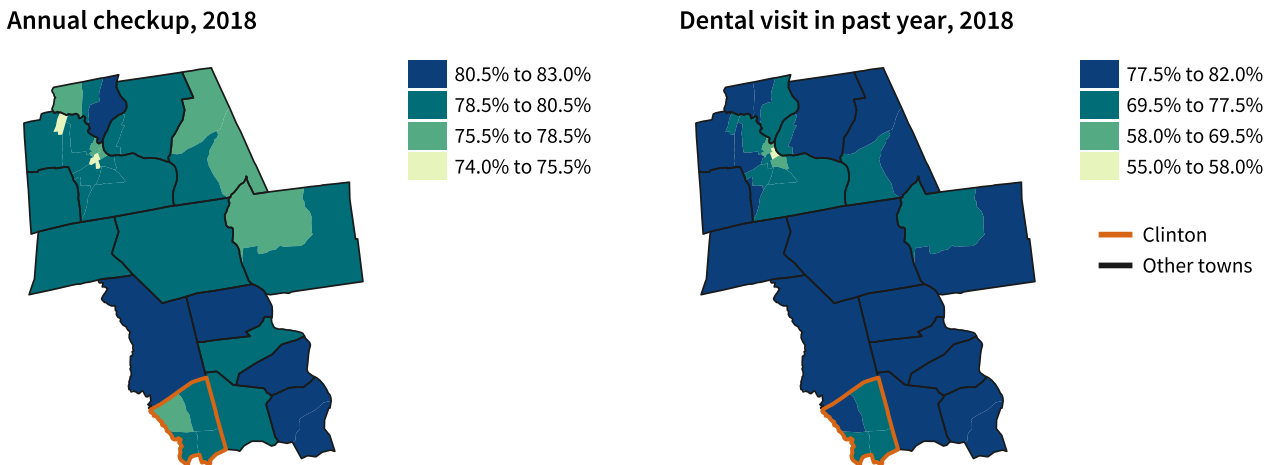 Annual checkup, 2018
80.5% to 83.0%
78.5% to 80.5%
75.5% to 78.5%
74.0% to 75.5%
Dental visit in past year, 2018
77.5% to 82.0%
69.5% to 77.5%
58.0% to 69.5%
55.0% to 58.0%
Clinton
Other towns